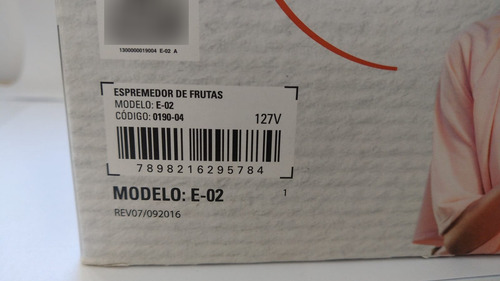 1300000019004 E-02 A
ESPREMEDOR DE FRUTAS
MODELO: E-02
CÓDIGO: 0190-04
127V
7898216295784
MODELO: E-02
1
REV07/092016